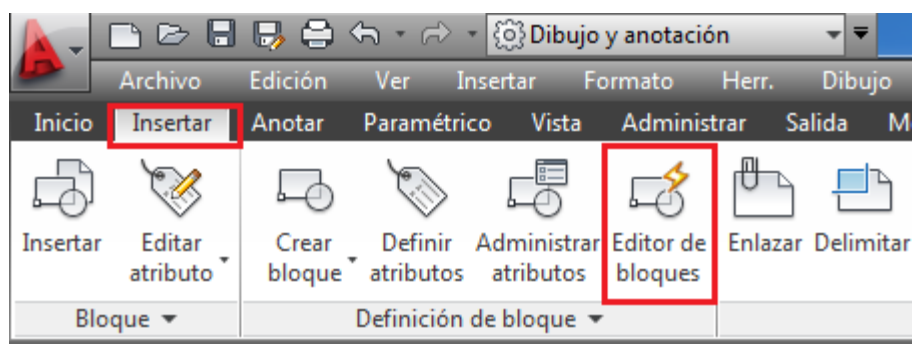 Dibujo y anotación
Archivo Edición Ver Insertar Formato Herr. Dibujo
Inicio Insertar Anotar Paramétrico Vista Administrar Salida M
Insertar Editar Crear Definir Administrar Editor de Enlazar Delimitar
atributo bloque atributos atributos bloques
Bloque Definición de bloque